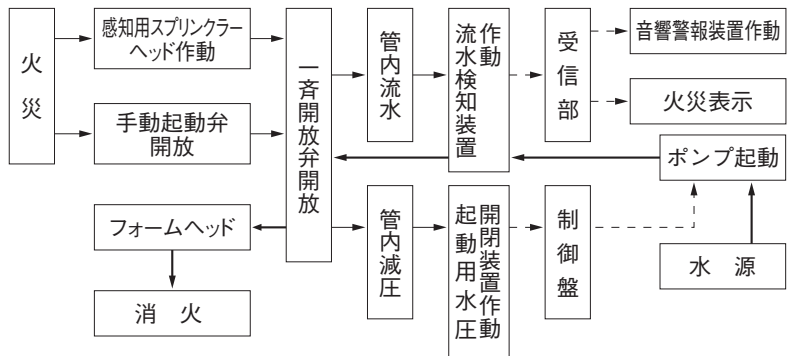 火災
感知用スプリンクラー
ヘッド作動
手動起動弁
開放
一斉開放弁開放
管内流水
流水検知装置
作動
受信部
音響警報装置作動
火災表示
ポンプ起動
フォームヘッド
消 火
管内減圧
起動用水圧
開閉装置作動
制御盤
水 源